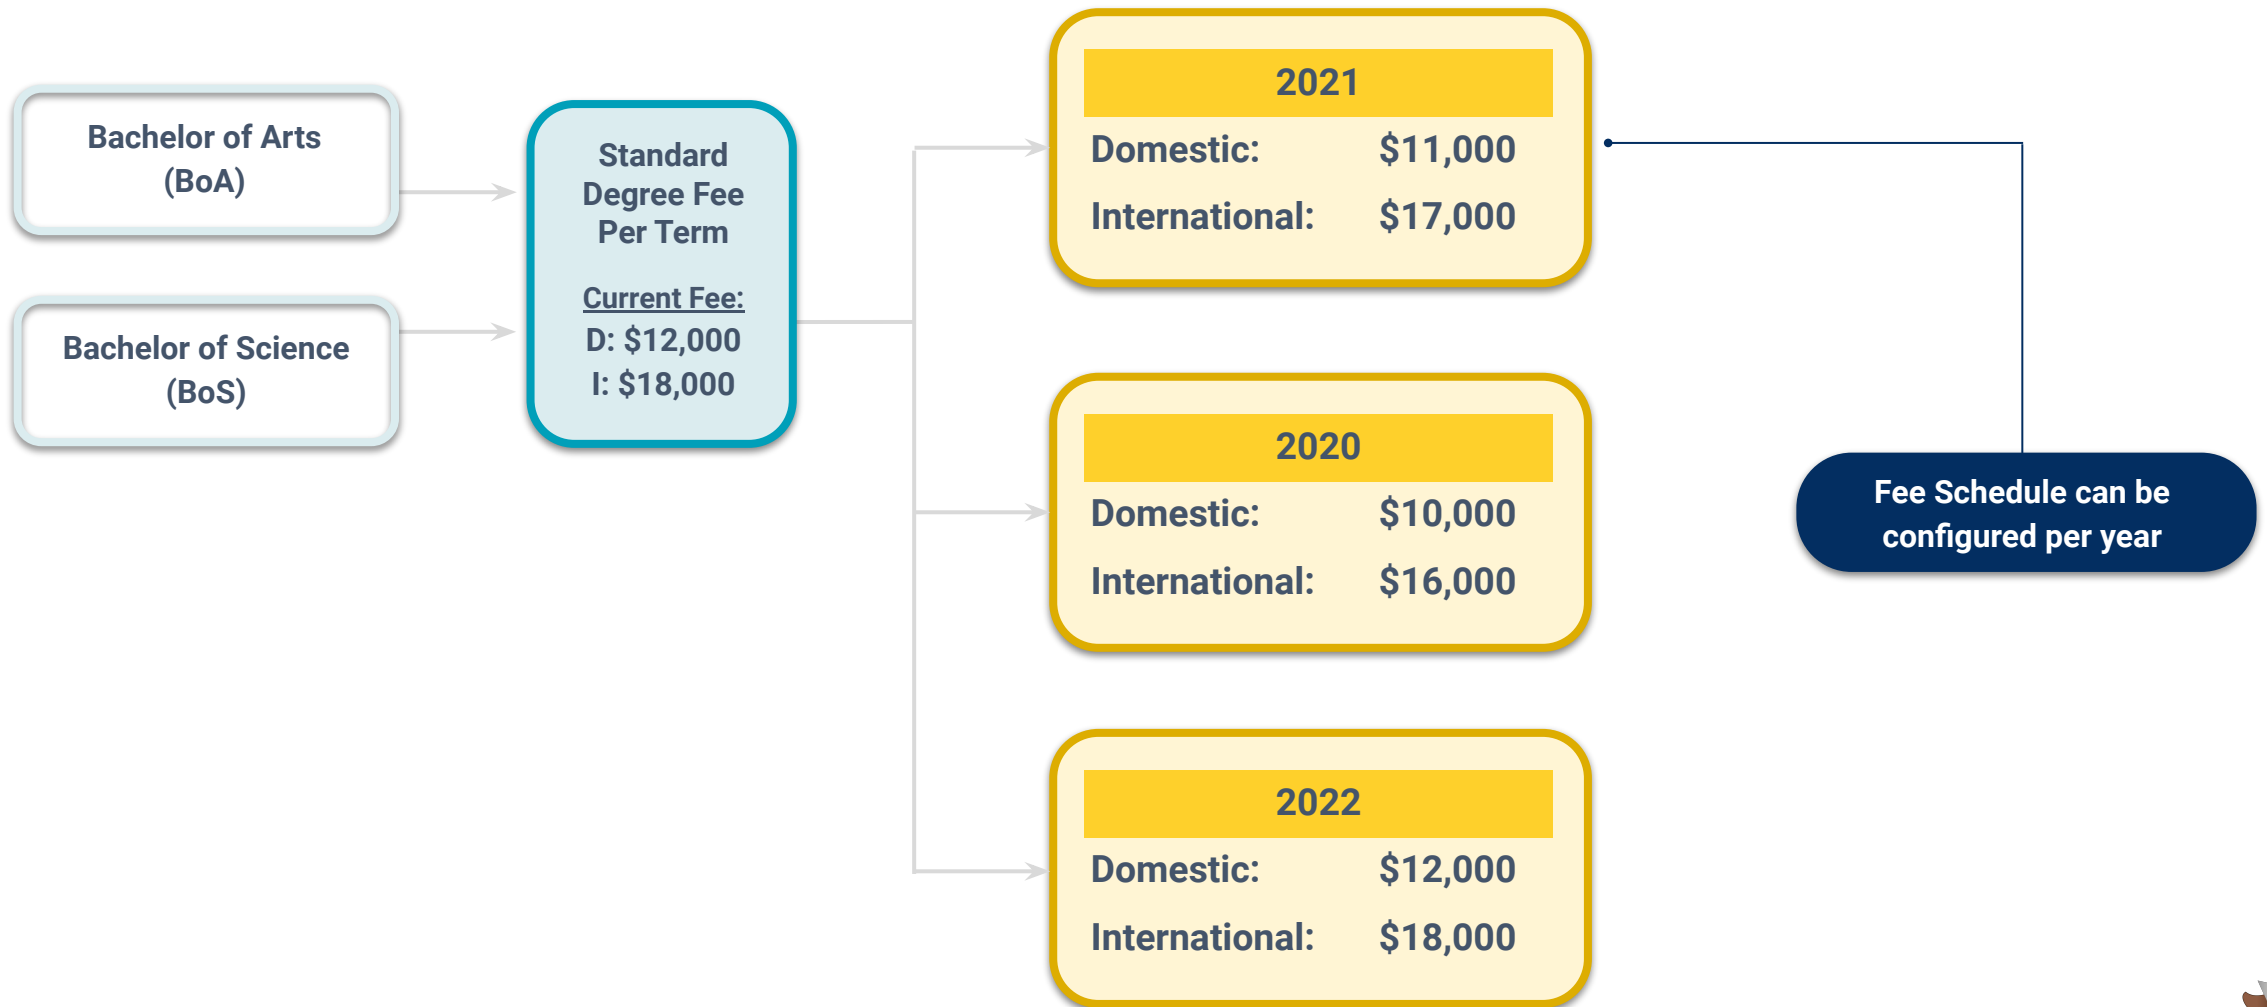 Bachelor of Arts
(BoA)
Bachelor of Science
(BoS)
Standard
Degree Fee
Per Term
Current Fee:
D: $12,000
I: $18,000
2021
Domestic: $11,000
International: $17,000
2020
Domestic: $10,000
International: $16,000
2022
Domestic: $12,000
International: $18,000
Fee Schedule can be
configured per year